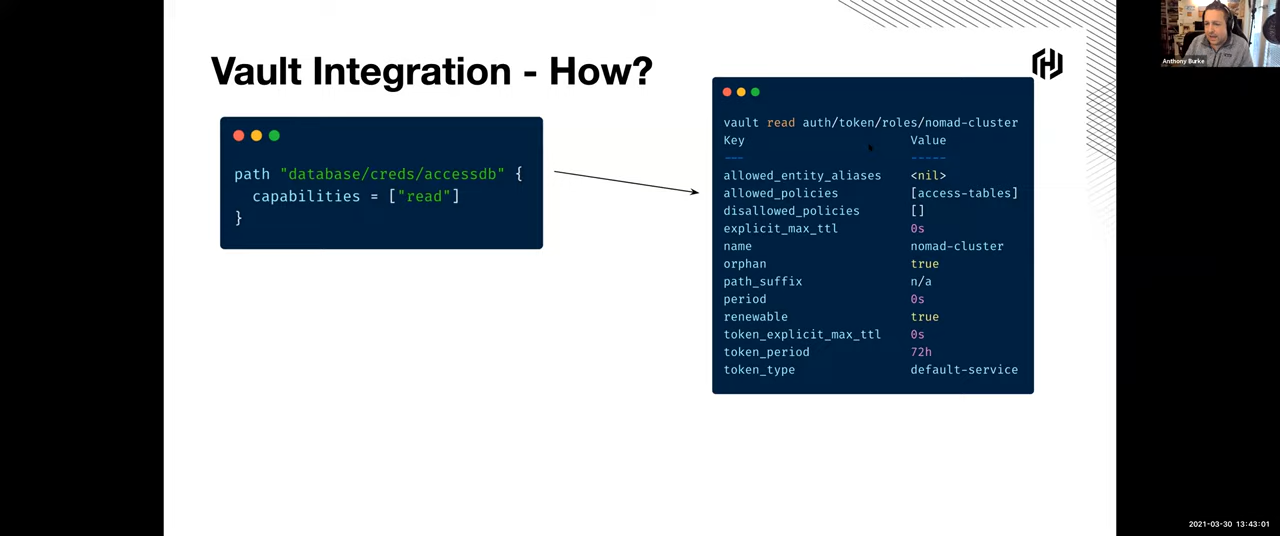 Vault Integration - How?
path "database/creds/accessdb" {
capabilities = ["read"]
}
vault read auth/token/roles/nomad-cluster
Key Value
--- -----
allowed_entity_aliases <nil>
allowed_policies [access-tables]
disallowed_policies []
explicit_max_ttl 0s
name nomad-cluster
orphan true
path_suffix n/a
period 0s
renewable true
token_explicit_max_ttl 0s
token_period 72h
token_type default-service
Anthony Burke
2021-03-30 13:43:01